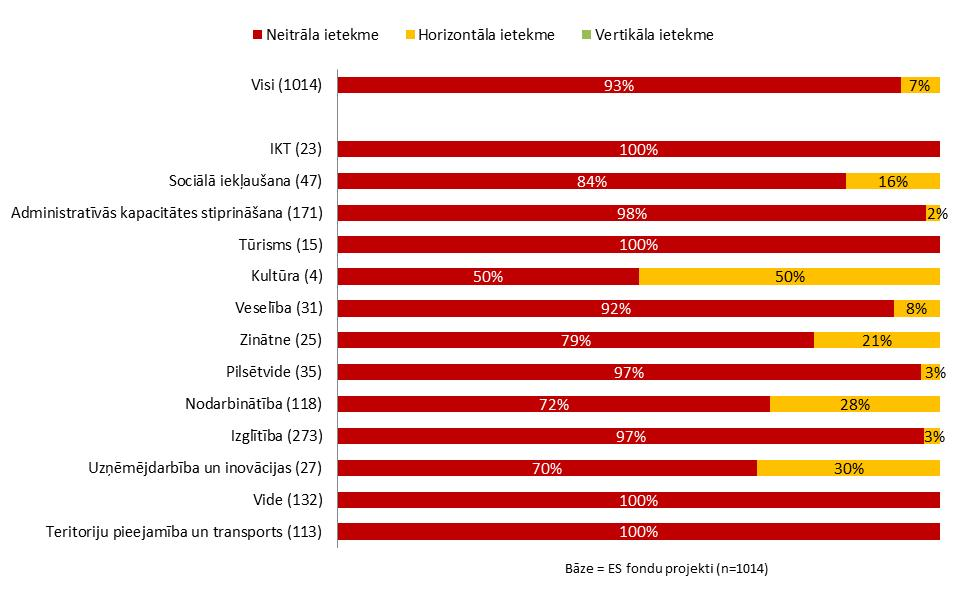 Neitrāla ietekme Horizontāla ietekme Vertikāla ietekme
Visi (1014) 93% 7%
IKT (23) 100%
Sociālā iekļaušana (47) 84% 16%
Administratīvās kapacitātes stiprināšana (171) 98% 2%
Tūrisms (15) 100%
Kultūra (4) 50% 50%
Veselība (31) 92% 8%
Zinātne (25) 79% 21%
Pilsētvide (35) 97% 3%
Nodarbinātība (118) 72% 28%
Izglītība (273) 97% 3%
Uzņēmējdarbība un inovācijas (27) 70% 30%
Vide (132) 100%
Teritoriju pieejamība un transports (113) 100%
Bāze = ES fondu projekti (n=1014)